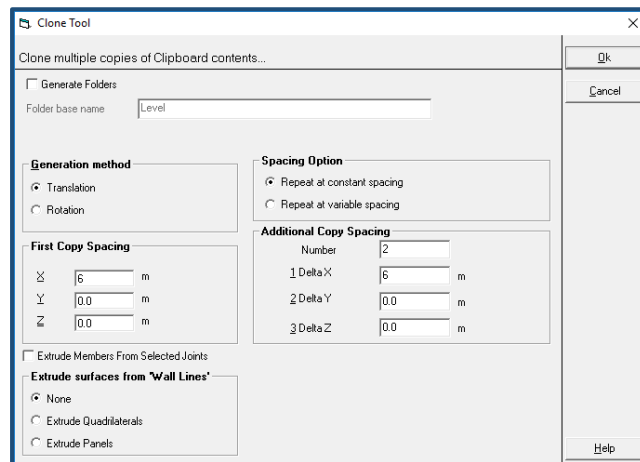 Clone Tool
Clone multiple copies of Clipboard contents...
Ok
Cancel
Generate Folders
Folder base name
Level
Generation method
Translation
Rotation
Spacing Option
Repeat at constant spacing
Repeat at variable spacing
First Copy Spacing
X 6 m
Y 0.0 m
Z 0.0 m
Additional Copy Spacing
Number 2
1 Delta X 6 m
2 Delta Y 0.0 m
3 Delta Z 0.0 m
Extrude Members From Selected Joints
Extrude surfaces from 'Wall Lines'
None
Extrude Quadrilaterals
Extrude Panels
Help